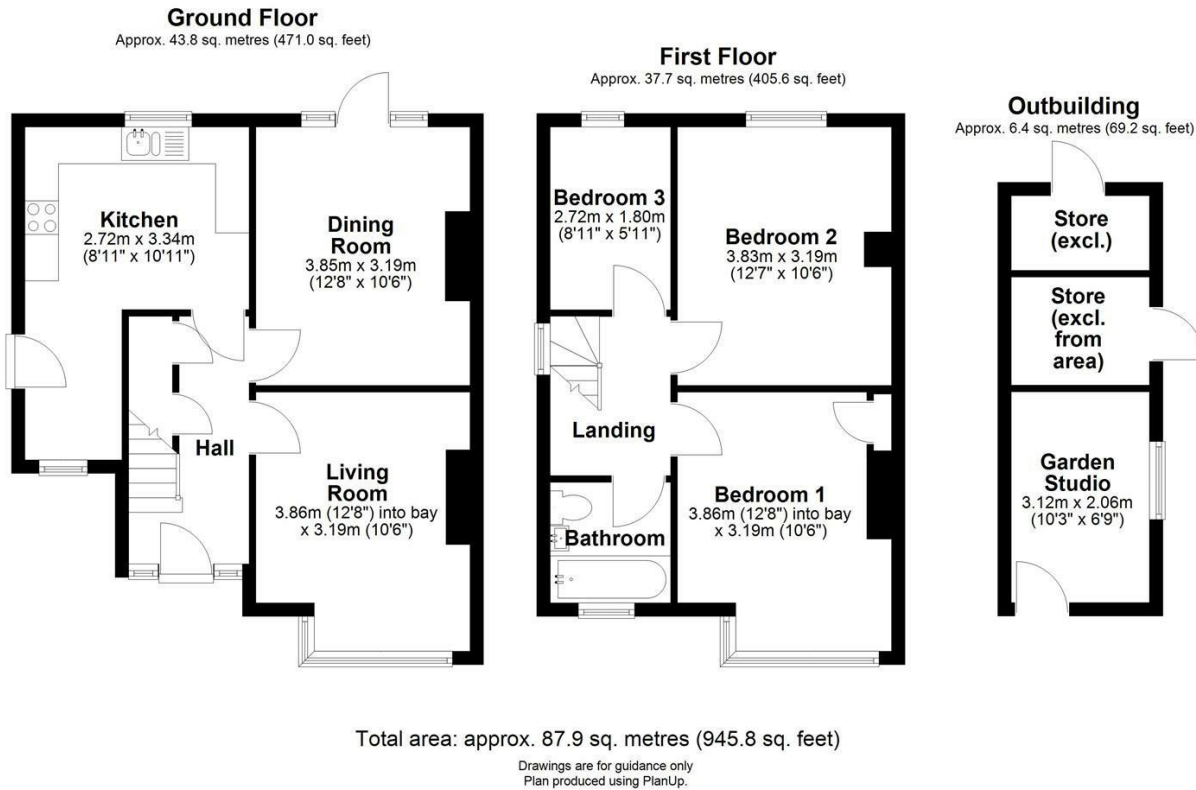 Ground Floor
Approx. 43.8 sq. metres (471.0 sq. feet)
Kitchen
2.72m x 3.34m
(8'11" x 10'11")
Dining
Room
3.85m x 3.19m
(12'8" x 10'6")
Hall
Living
Room
3.86m (12'8") into bay
x 3.19m (10'6")
First Floor
Approx. 37.7 sq. metres (405.6 sq. feet)
Bedroom 3
2.72m x 1.80m
(8'11" x 5'11")
Bedroom 2
3.83m x 3.19m
(12'7" x 10'6")
Landing
Bathroom
Bedroom 1
3.86m (12'8") into bay
x 3.19m (10'6")
Outbuilding
Approx. 6.4 sq. metres (69.2 sq. feet)
Store
(excl.)
Store
(excl.
from
area)
Garden
Studio
3.12m x 2.06m
(10'3" x 6'9")
Total area: approx. 87.9 sq. metres (945.8 sq. feet)
Drawings are for guidance only
Plan produced using PlanUp.